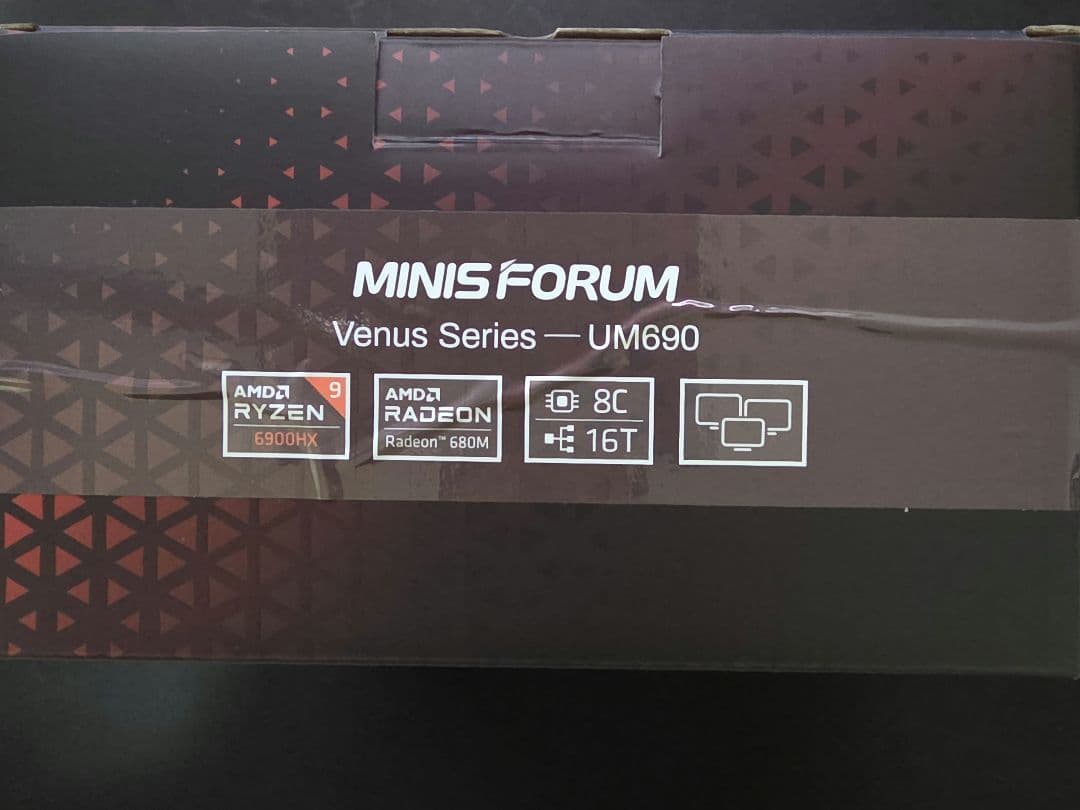 MINISFORUM
Venus Series — UM690
AMD
RYZEN
9
6900HX
AMD
RADEON
Radeon™ 680M
8C
16T